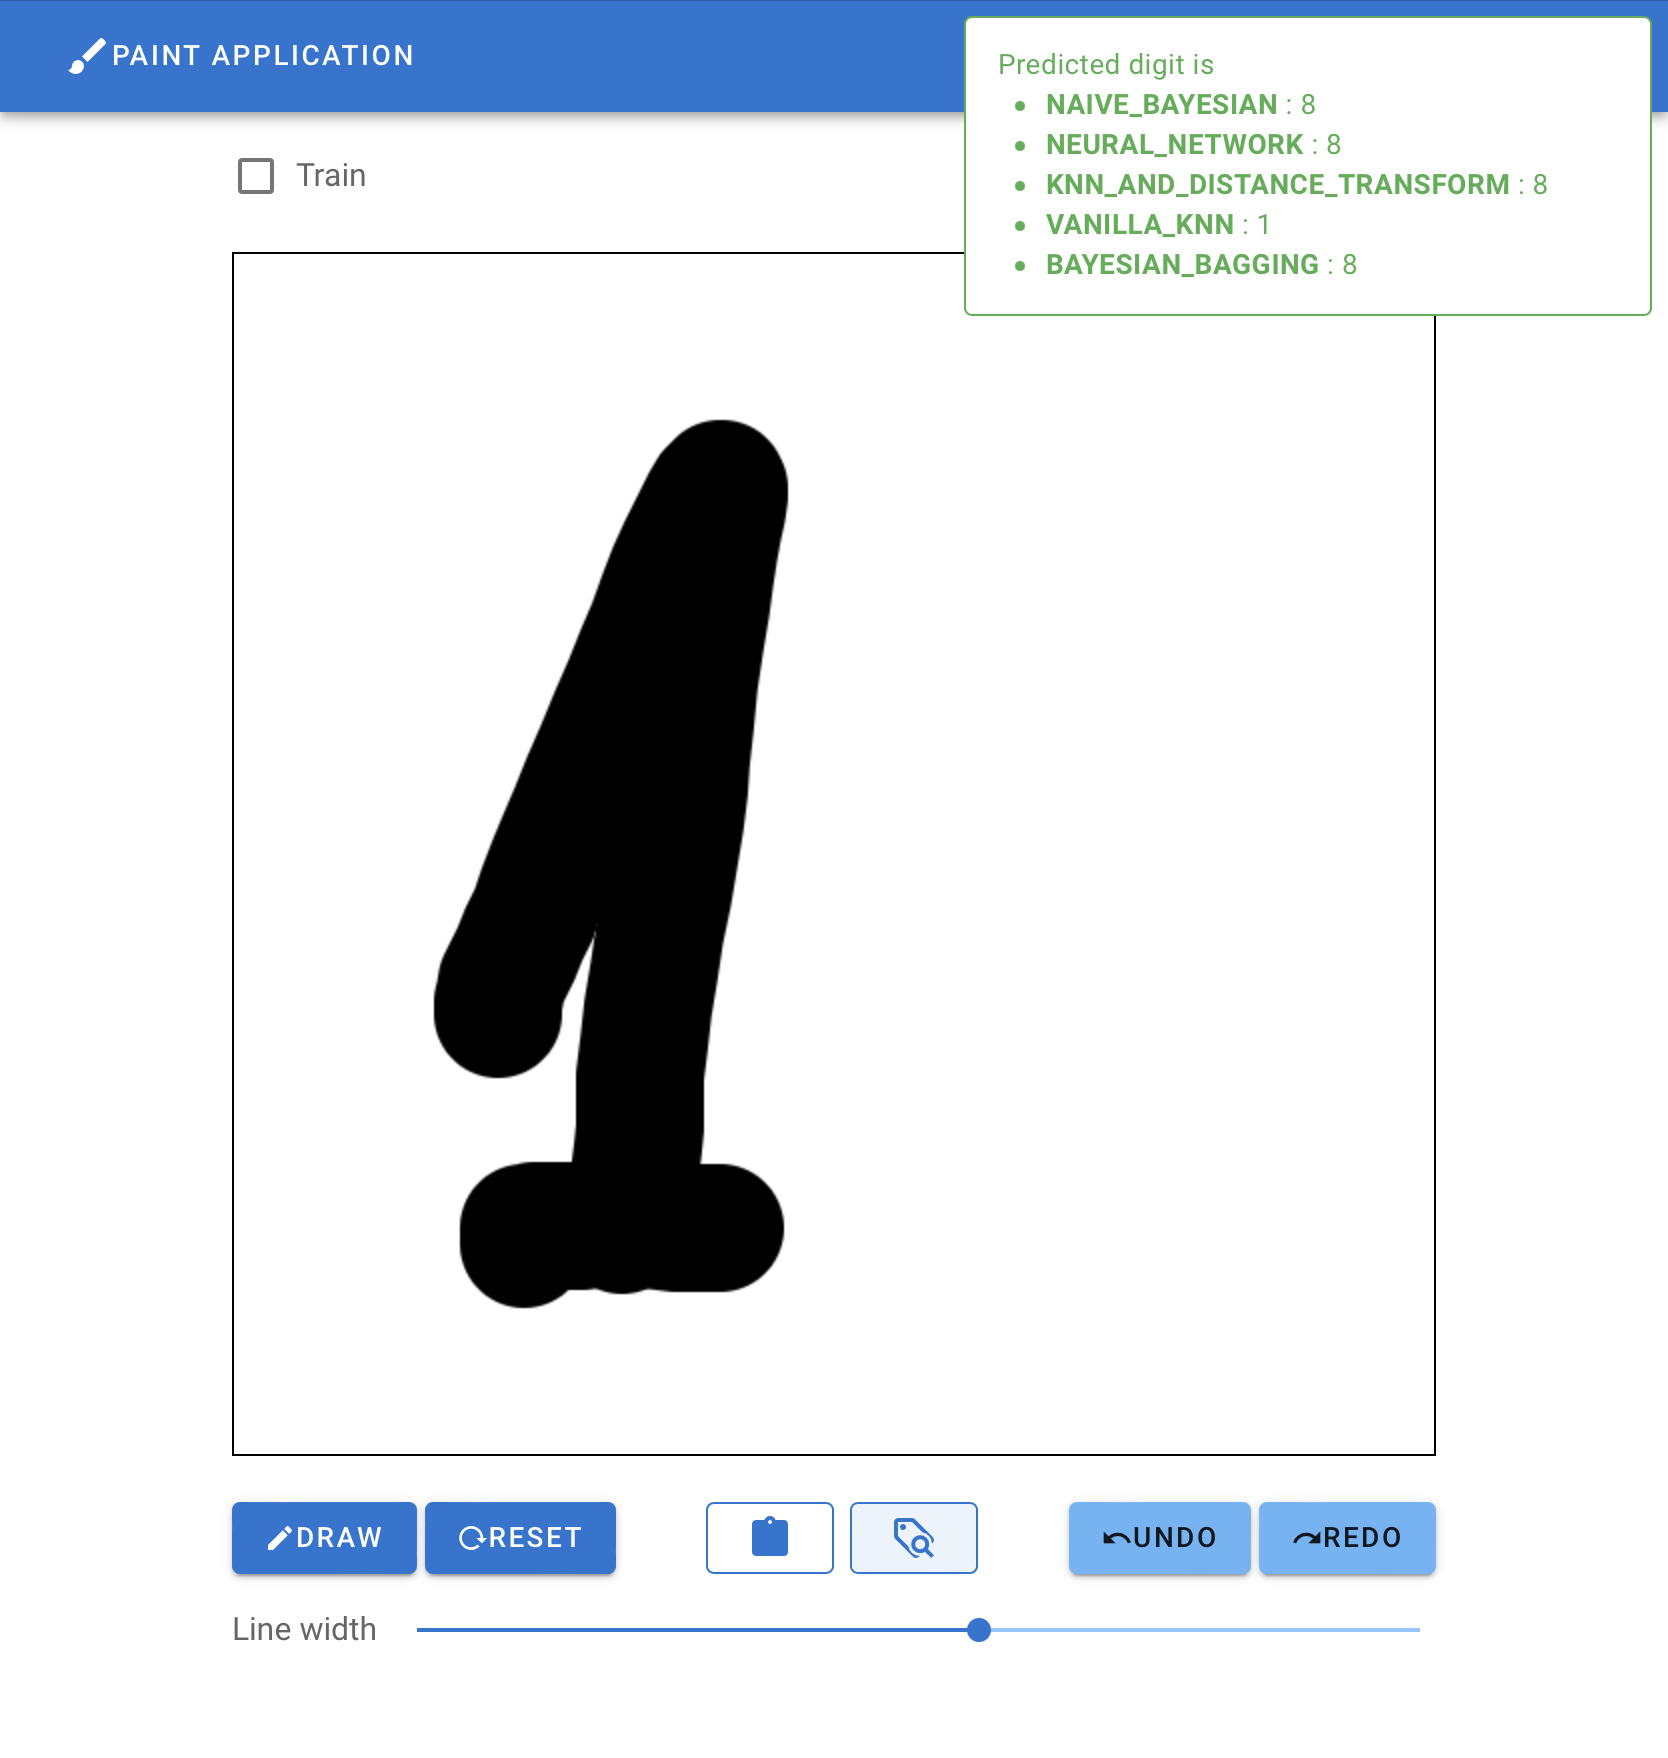 PAINT APPLICATION
Predicted digit is
NAIVE_BAYESIAN : 8
NEURAL_NETWORK : 8
KNN_AND_DISTANCE_TRANSFORM : 8
VANILLA_KNN : 1
BAYESIAN_BAGGING : 8
Train
1
DRAW
RESET
UNDO
REDO
Line width